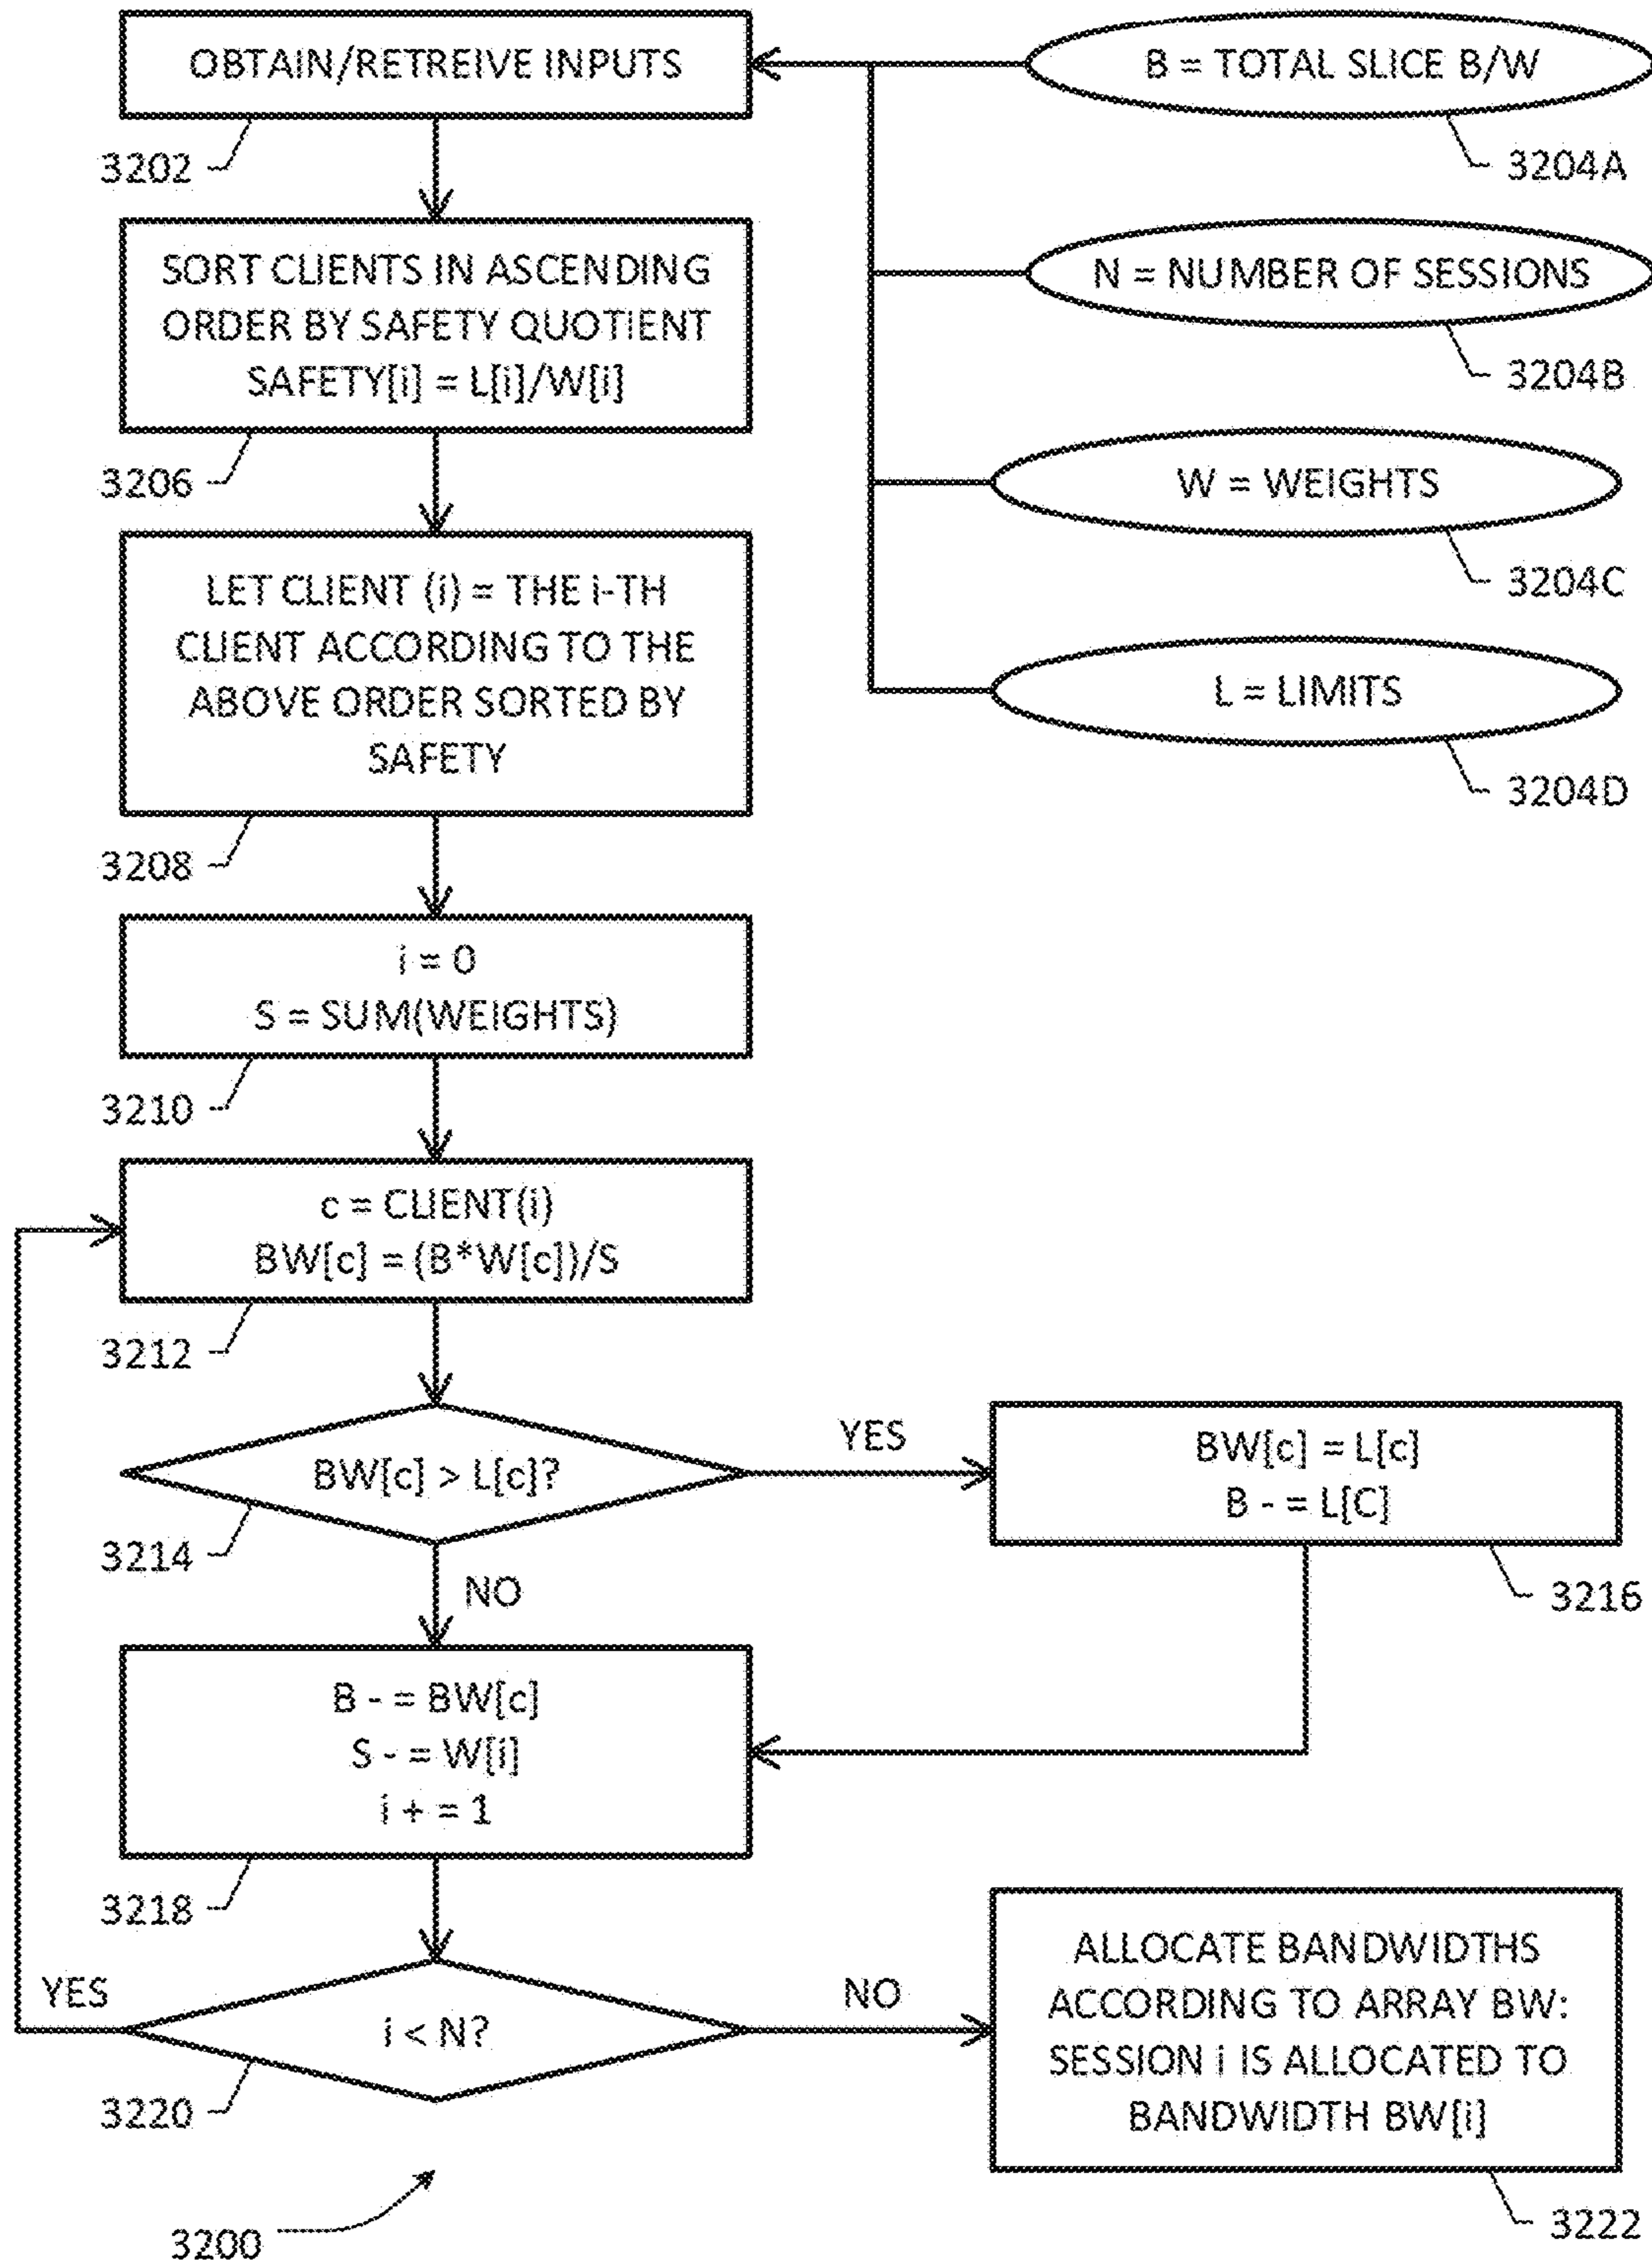 OBTAIN/RETREIVE INPUTS
3202
B = TOTAL SLICE B/W
3204A
N = NUMBER OF SESSIONS
3204B
W = WEIGHTS
3204C
L = LIMITS
3204D
SORT CLIENTS IN ASCENDING
ORDER BY SAFETY QUOTIENT
SAFETY[i] = L[i]/W[i]
3206
LET CLIENT (i) = THE i-TH
CLIENT ACCORDING TO THE
ABOVE ORDER SORTED BY
SAFETY
3208
i = 0
S = SUM(WEIGHTS)
3210
c = CLIENT(i)
BW[c] = (B*W[c])/S
3212
BW[c] > L[c]?
3214
YES
BW[c] = L[c]
B - = L[C]
3216
NO
B - = BW[c]
S - = W[i]
i + = 1
3218
YES
i < N?
3220
NO
ALLOCATE BANDWIDTHS
ACCORDING TO ARRAY BW:
SESSION i IS ALLOCATED TO
BANDWIDTH BW[i]
3222
3200